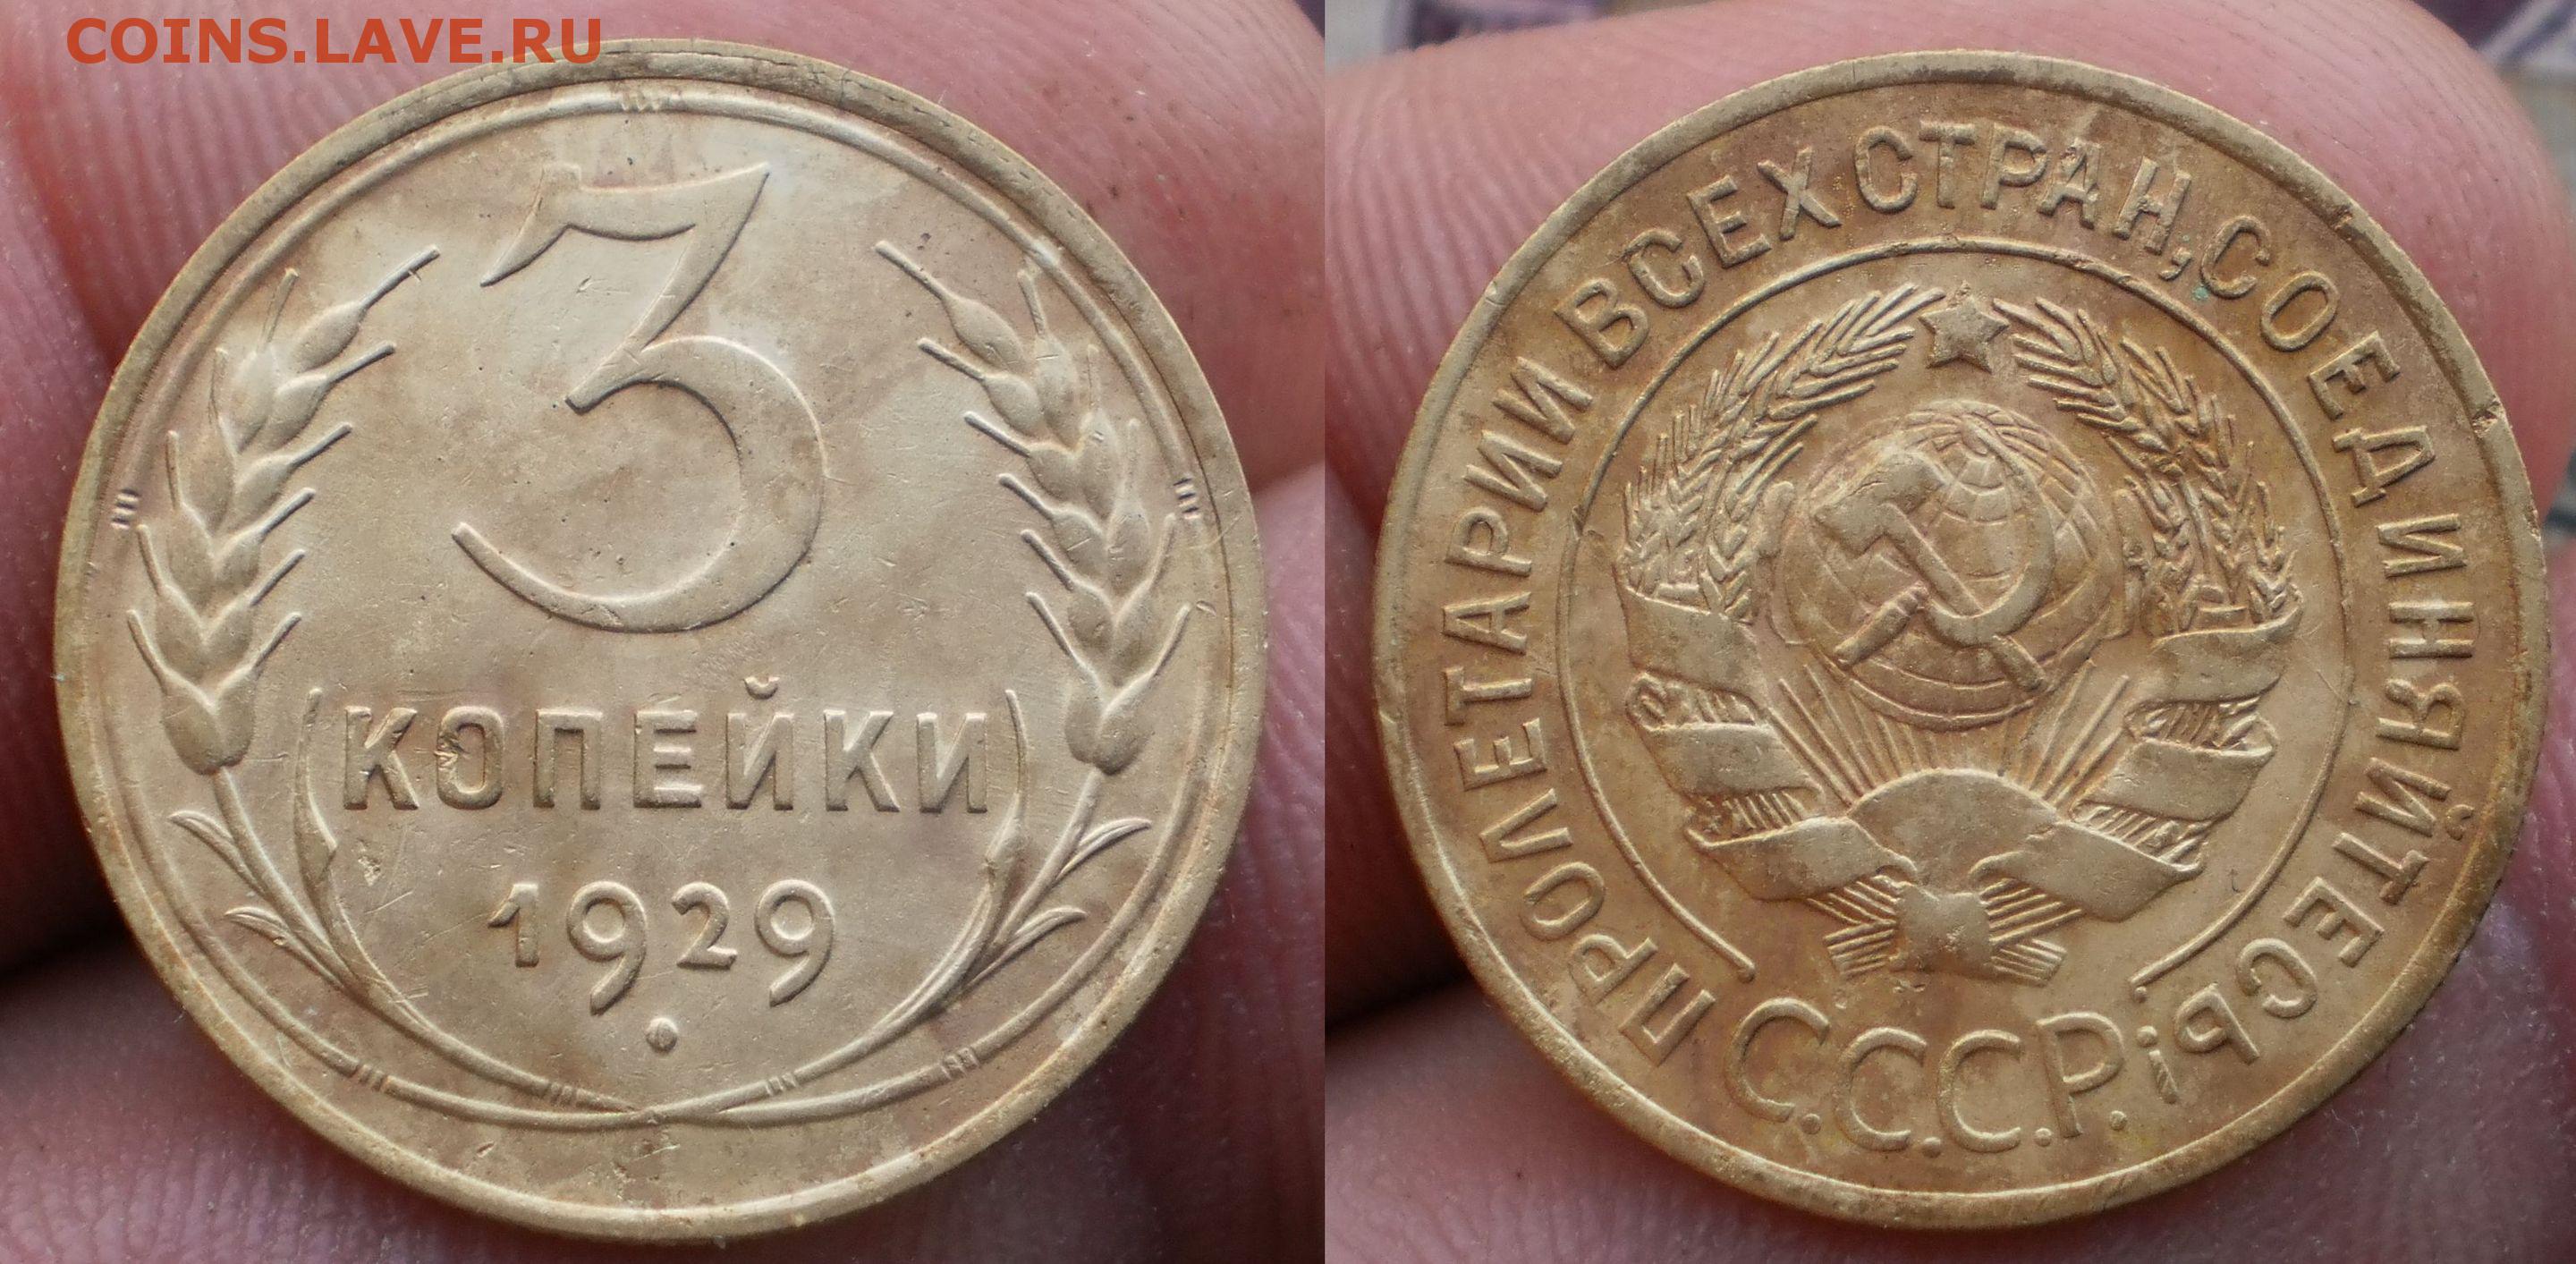 COINS.LAVE.RU
3
КОПЕЙКИ
1929
ПРОЛЕТАРИИ ВСЕХ СТРАН, СОЕДИНЯЙТЕСЬ!
С.С.С.Р.